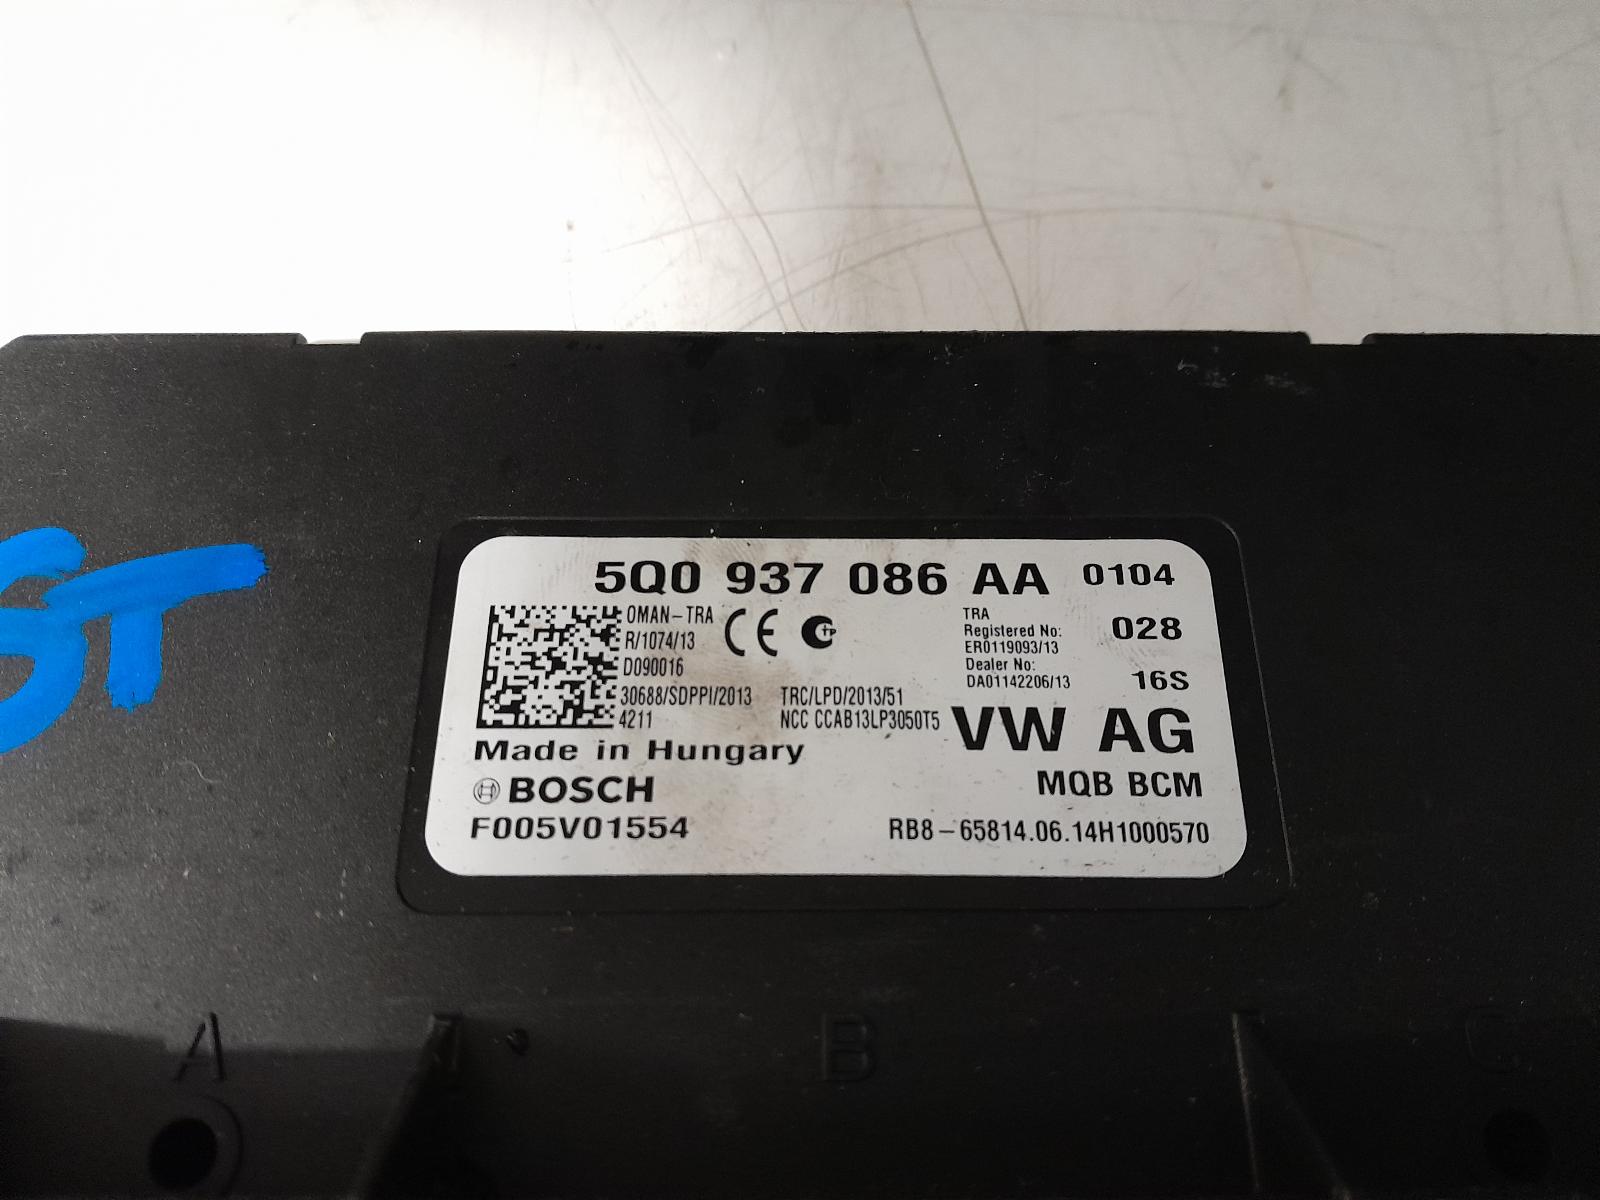 5Q0 937 086 AA 0104
OMAN-TRA
R/1074/13
D090016
30688/SDPPI/2013
4211
CE
TRC/LPD/2013/51
NCC CCAB13LP3050T5
TRA
Registered No:
ER0119093/13
Dealer No:
DA01142206/13
028
16S
VW AG
MQB BCM
Made in Hungary
BOSCH
F005V01554
RB8-65814.06.14H1000570
ST
A
B
C